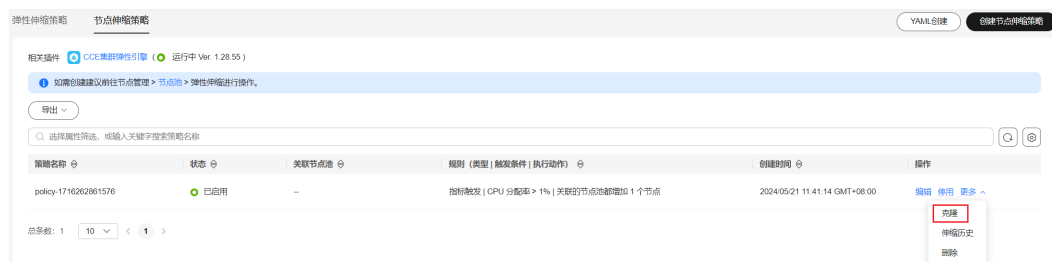 弹性伸缩策略 节点伸缩策略 YAML创建 创建节点伸缩策略
相关插件 CCE集群弹性引擎 ( 运行中 Ver. 1.28.55 )
如需创建建议前往节点管理 > 节点池 > 弹性伸缩进行操作。
导出
选择属性筛选，或输入关键字搜索策略名称
策略名称 状态 关联节点池 规则（类型 | 触发条件 | 执行动作） 创建时间 操作
policy-1716262861576 已启用 -- 指标触发 | CPU 分配率 > 1% | 关联的节点池都增加 1 个节点 2024/05/21 11:41:14 GMT+08:00 编辑 停用 更多
克隆
伸缩历史
删除
总条数：1 10 < 1 >